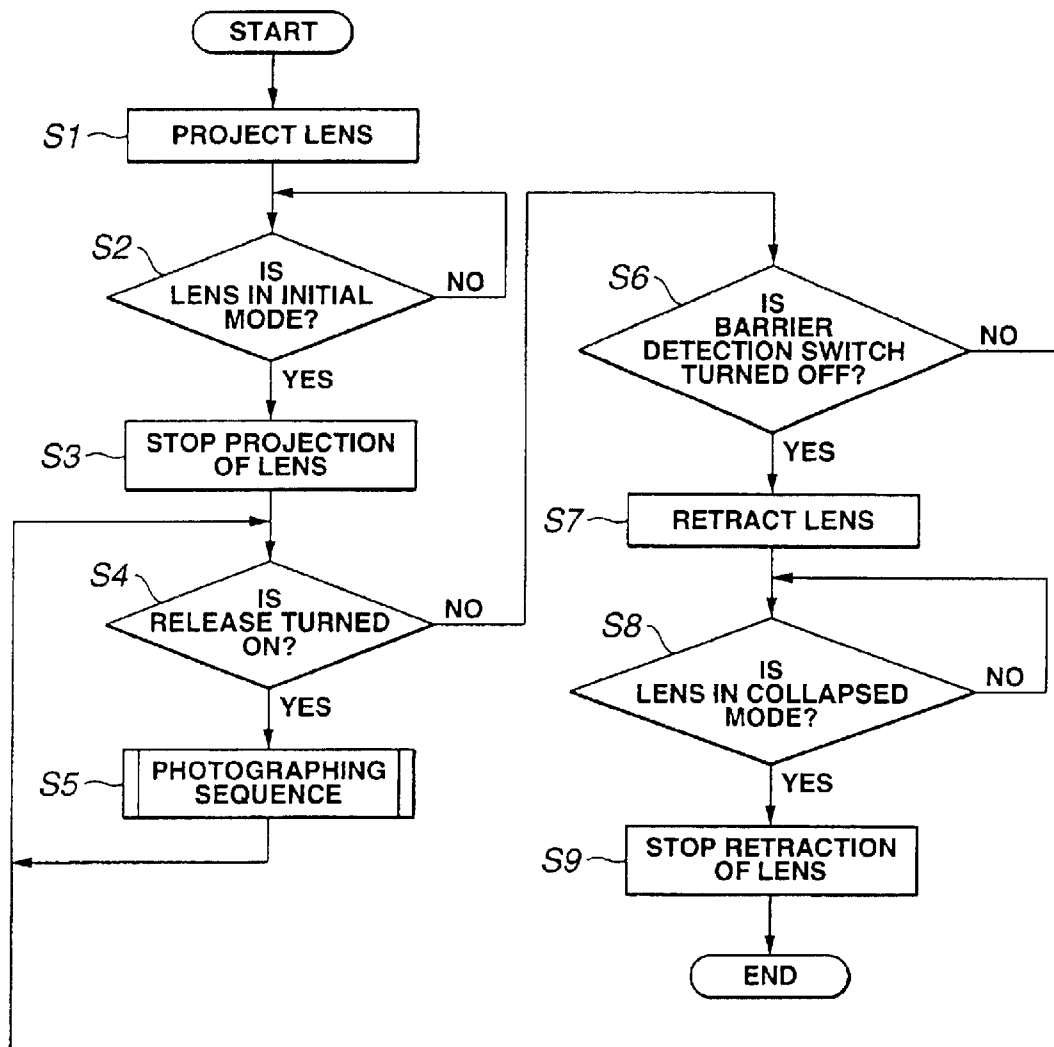 START
S1
PROJECT LENS
S2
IS
LENS IN INITIAL
MODE?
NO
YES
S3
STOP PROJECTION
OF LENS
S4
IS
RELEASE TURNED
ON?
NO
YES
S5
PHOTOGRAPHING
SEQUENCE
S6
IS
BARRIER
DETECTION SWITCH
TURNED OFF?
NO
YES
S7
RETRACT LENS
S8
IS
LENS IN COLLAPSED
MODE?
NO
YES
S9
STOP RETRACTION
OF LENS
END